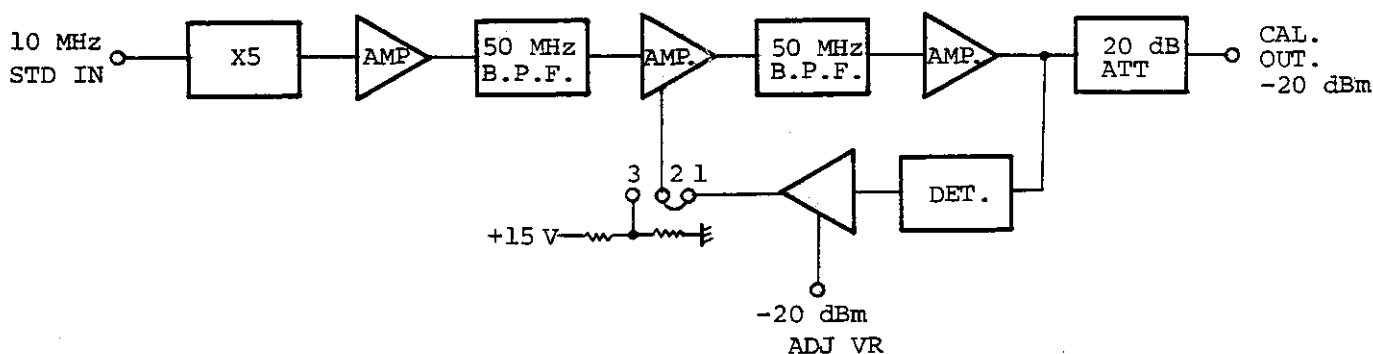 10 MHz
STD IN
X5
AMP
50 MHz
B.P.F.
AMP.
50 MHz
B.P.F.
AMP.
20 dB
ATT
CAL.
OUT.
-20 dBm
3
2
1
DET.
+15 V
-20 dBm
ADJ VR